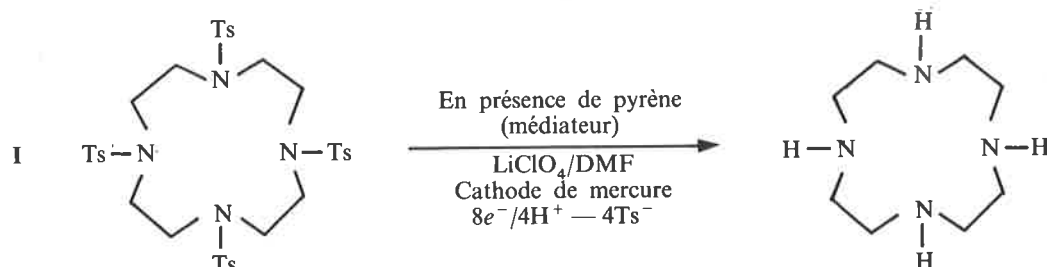 Ts
N
Ts — N
N — Ts
N
Ts
I
En présence de pyrène
(médiateur)
LiClO₄/DMF
Cathode de mercure
8e⁻/4H⁺ — 4Ts⁻
H
N
H — N
N — H
N
H